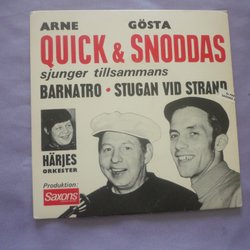 ARNE GÖSTA
QUICK & SNODDAS
sjunger tillsammans
BARNATRO • STUGAN VID STRAND
HÄRJES
ORKESTER
Produktion:
Saxons